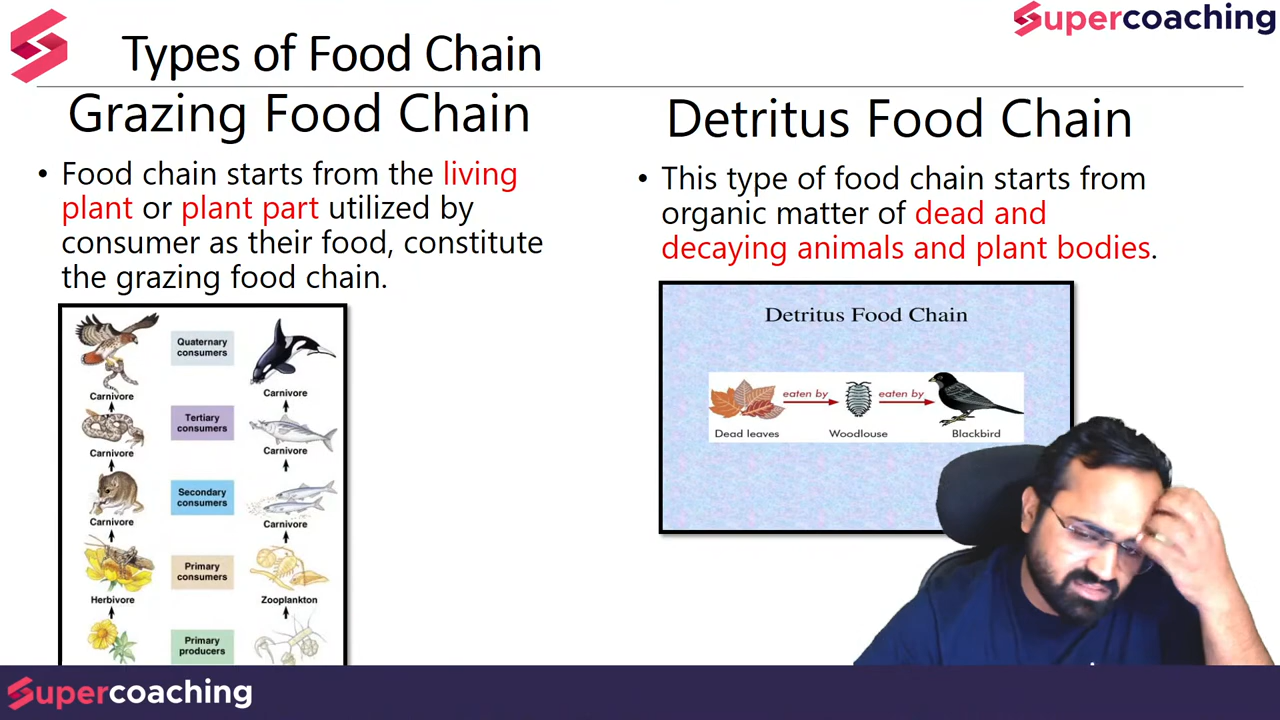 Supercoaching
Types of Food Chain
Grazing Food Chain
• Food chain starts from the living
plant or plant part utilized by
consumer as their food, constitute
the grazing food chain.
Quaternary
consumers
Carnivore
Carnivore
Tertiary
consumers
Carnivore
Carnivore
Secondary
consumers
Carnivore
Carnivore
Primary
consumers
Herbivore
Zooplankton
Primary
producers
Detritus Food Chain
• This type of food chain starts from
organic matter of dead and
decaying animals and plant bodies.
Detritus Food Chain
eaten by
eaten by
Dead leaves
Woodlouse
Blackbird
Supercoaching